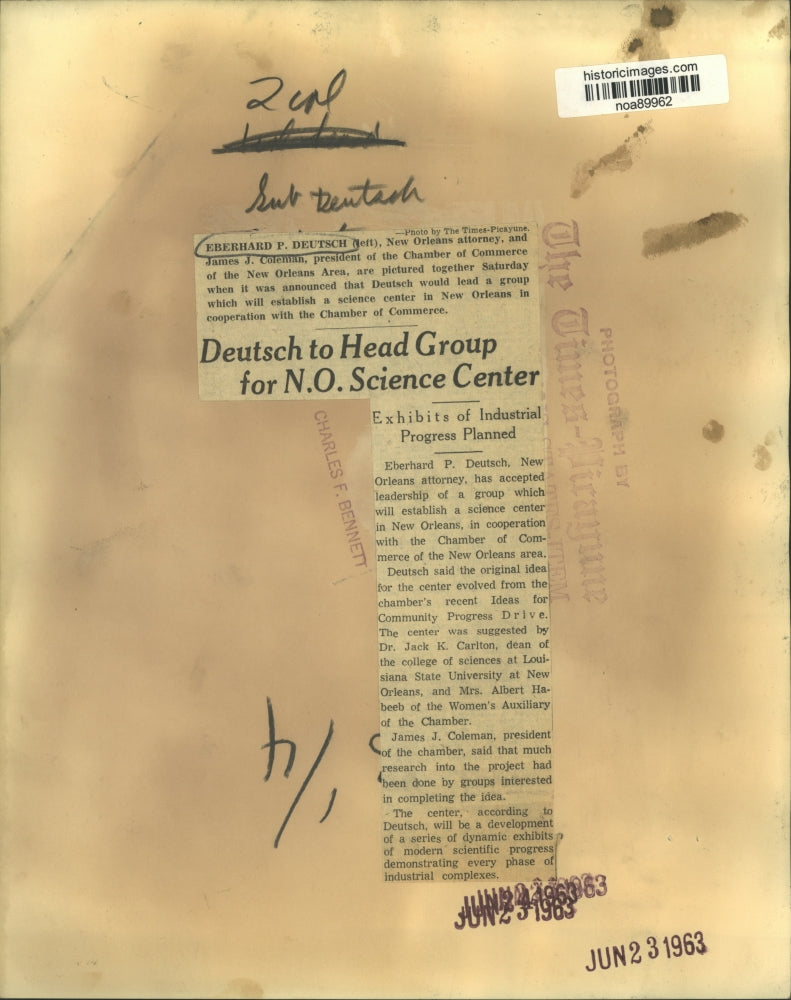 historicimages.com
noa89962
2 col
Sub Deutsch
—Photo by The Times-Picayune.
EBERHARD P. DEUTSCH (left), New Orleans attorney, and
James J. Coleman, president of the Chamber of Commerce
of the New Orleans Area, are pictured together Saturday
when it was announced that Deutsch would lead a group
which will establish a science center in New Orleans in
cooperation with the Chamber of Commerce.
Deutsch to Head Group
for N.O. Science Center
Exhibits of Industrial
Progress Planned
Eberhard P. Deutsch, New
Orleans attorney, has accepted
leadership of a group which
will establish a science center
in New Orleans, in cooperation
with the Chamber of Com-
merce of the New Orleans area.
Deutsch said the original idea
for the center evolved from the
chamber's recent Ideas for
Community Progress Drive.
The center was suggested by
Dr. Jack K. Carlton, dean of
the college of sciences at Loui-
siana State University at New
Orleans, and Mrs. Albert Ha-
beeb of the Women's Auxiliary
of the Chamber.
James J. Coleman, president
of the chamber, said that much
research into the project had
been done by groups interested
in completing the idea.
The center, according to
Deutsch, will be a development
of a series of dynamic exhibits
of modern scientific progress
demonstrating every phase of
industrial complexes.
CHARLES F. BENNETT
PHOTOGRAPH BY
The Times-Picayune
JUN 23 1963
JUN 23 1963